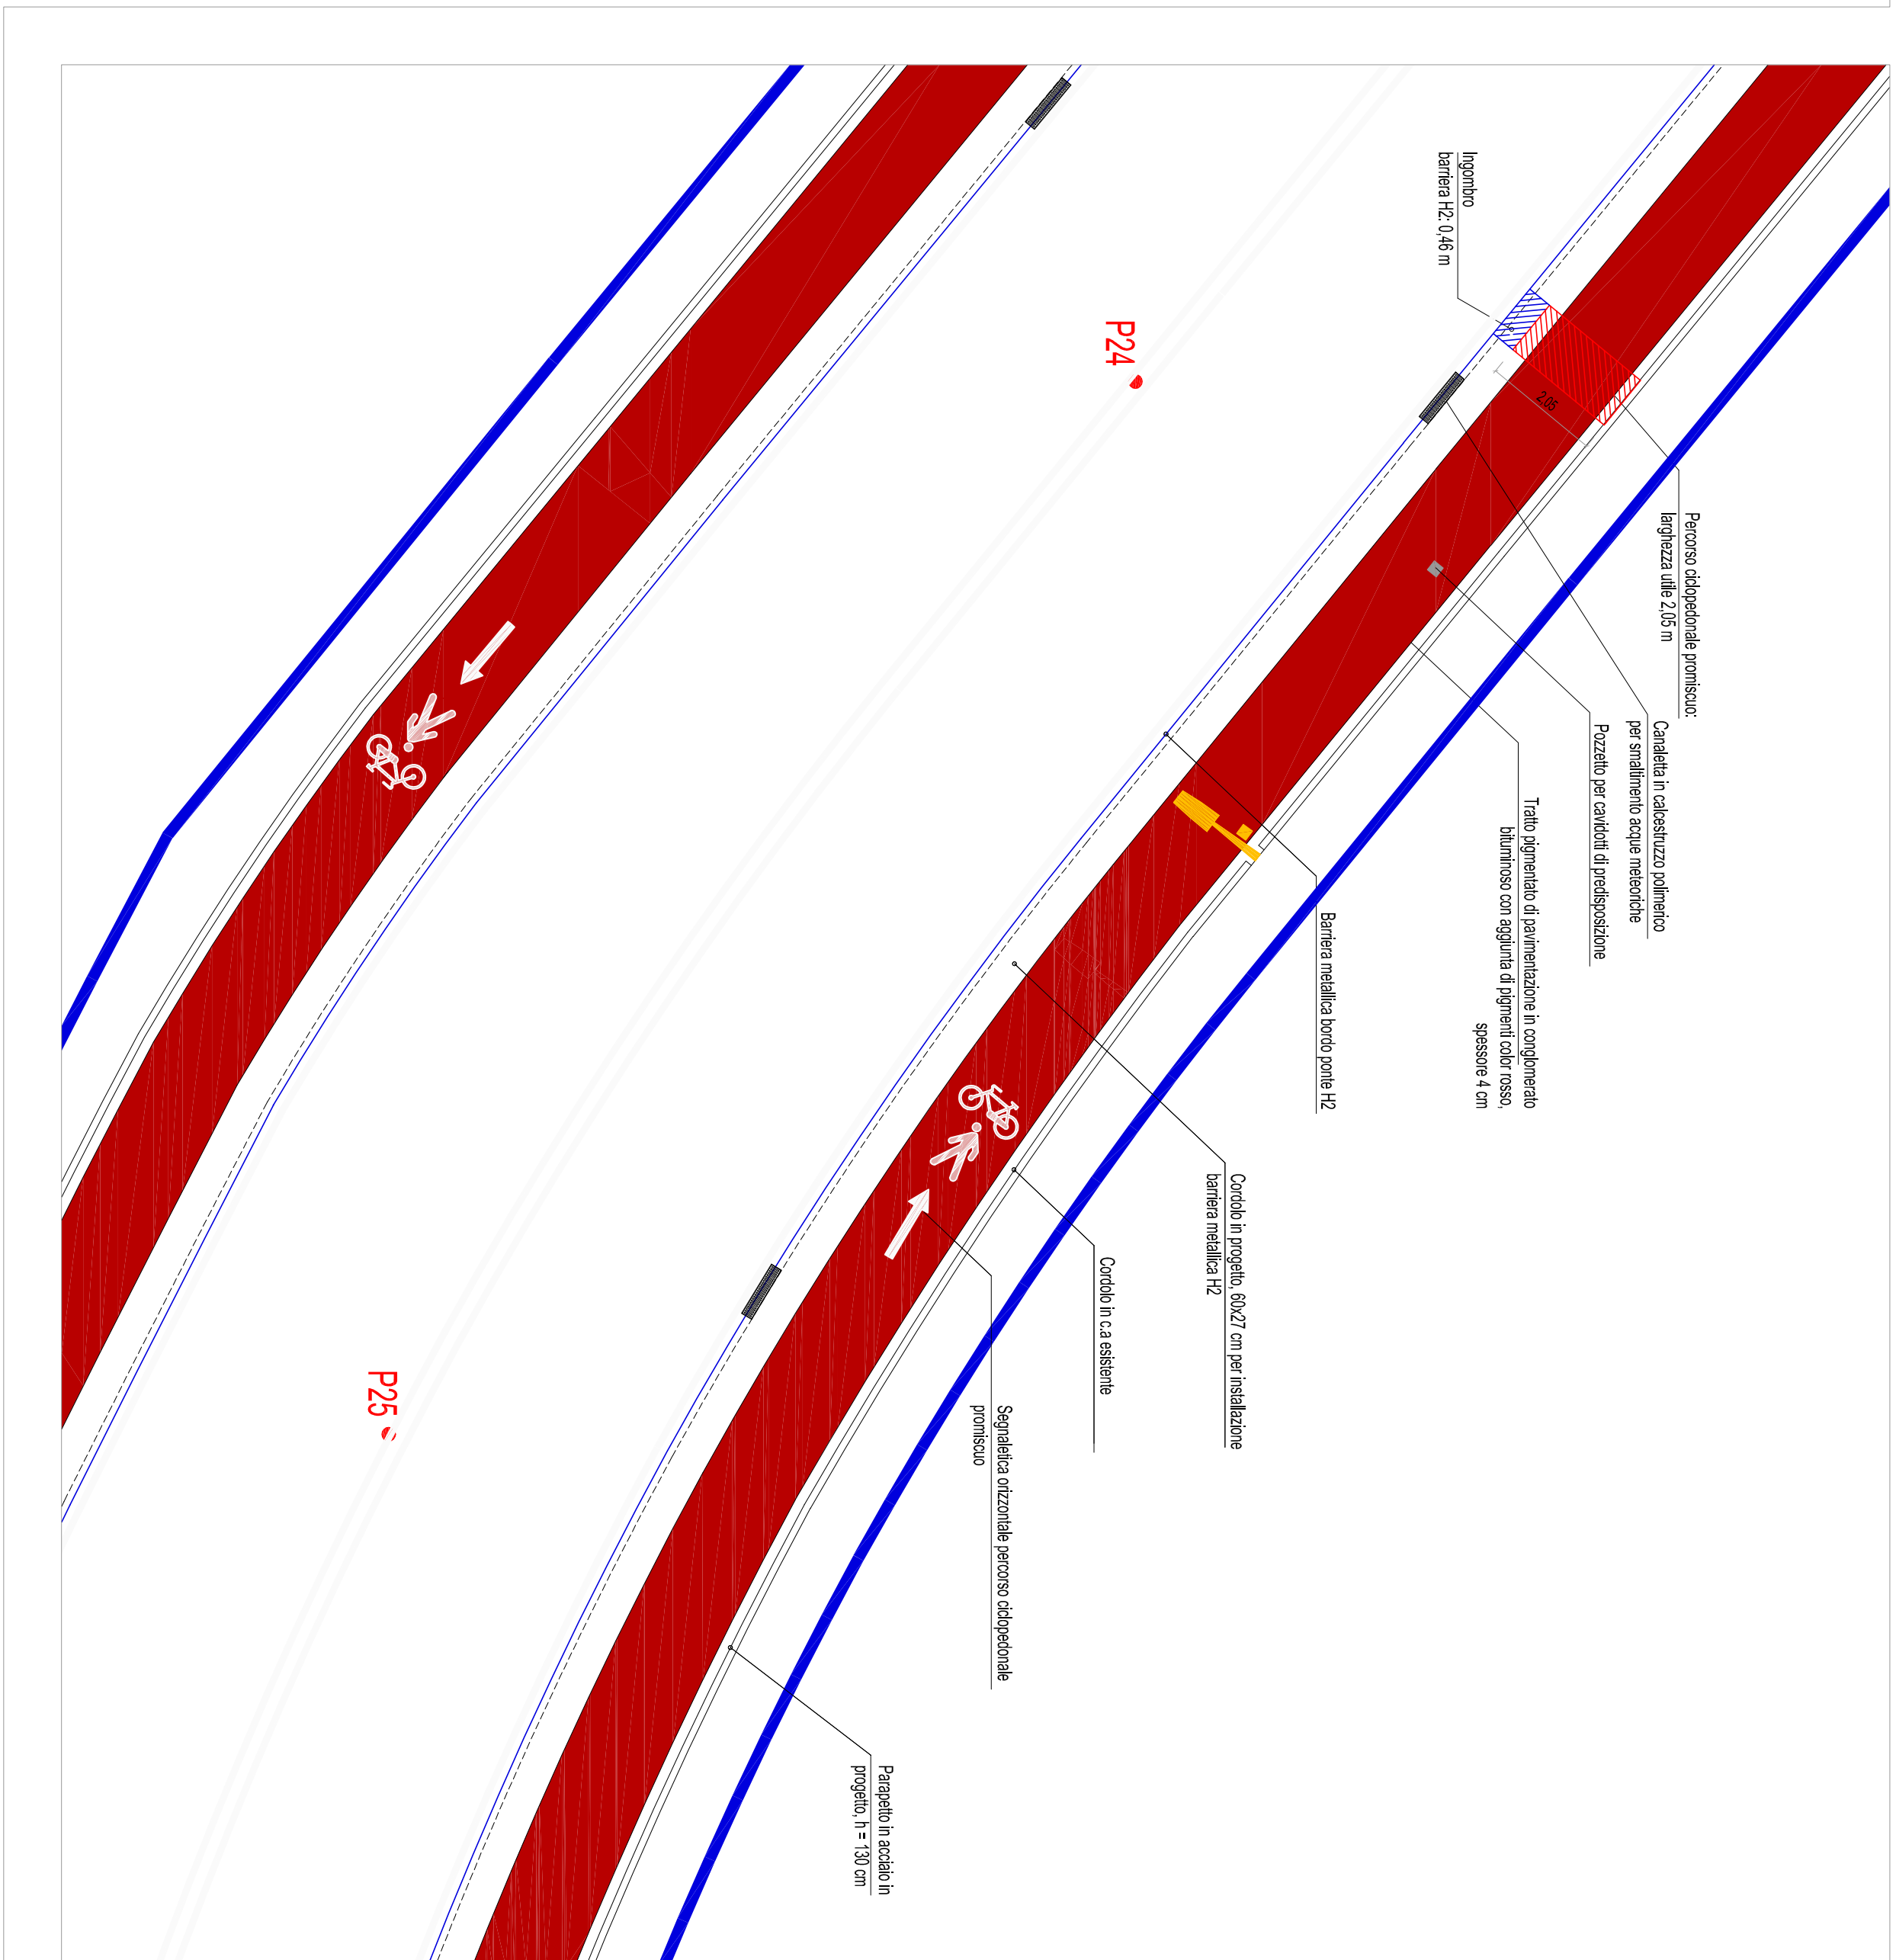 Ingombro
barriera H2: 0,46 m
P24
2,05
Percorso ciclopedonale promiscuo:
larghezza utile 2,05 m
Canaletta in calcestruzzo polimerico
per smaltimento acque meteoriche
Pozzetto per cavidotti di predisposizione
Tratto pigmentato di pavimentazione in conglomerato
bituminoso con aggiunta di pigmenti color rosso,
spessore 4 cm
Barriera metallica bordo ponte H2
Cordolo in progetto, 60x27 cm per installazione
barriera metallica H2
Cordolo in c.a esistente
Segnaletica orizzontale percorso ciclopedonale
promiscuo
P25
Parapetto in acciaio in
progetto, h = 130 cm